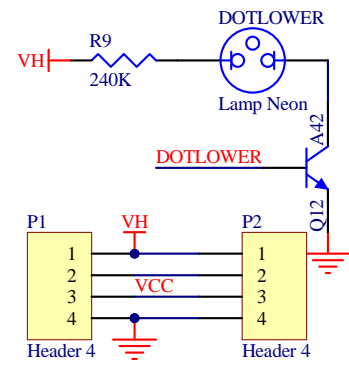 DOTLOWER
R9
VH
240K
Lamp Neon
A42
DOTLOWER
Q12
P1
VH
P2
1
1
2
2
VCC
3
3
4
4
Header 4
Header 4